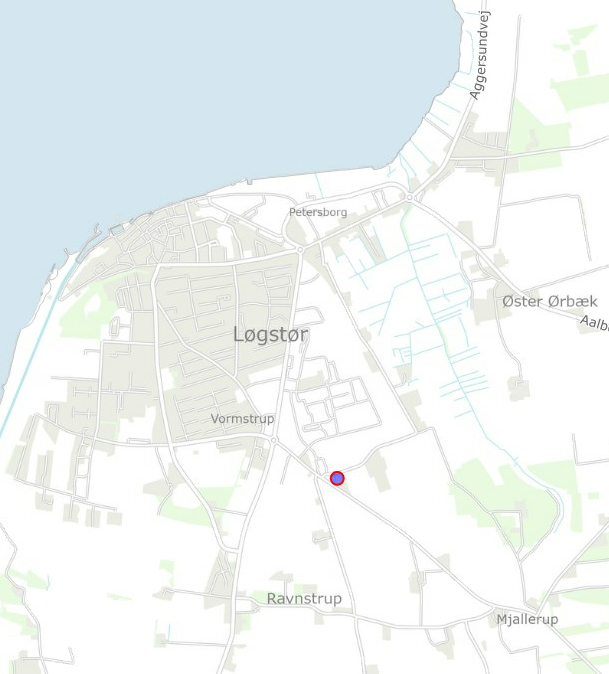 Aggersundvej
Petersborg
Øster Ørbæk
Aalb
Løgstør
Vormstrup
Ravnstrup
Mjallerup